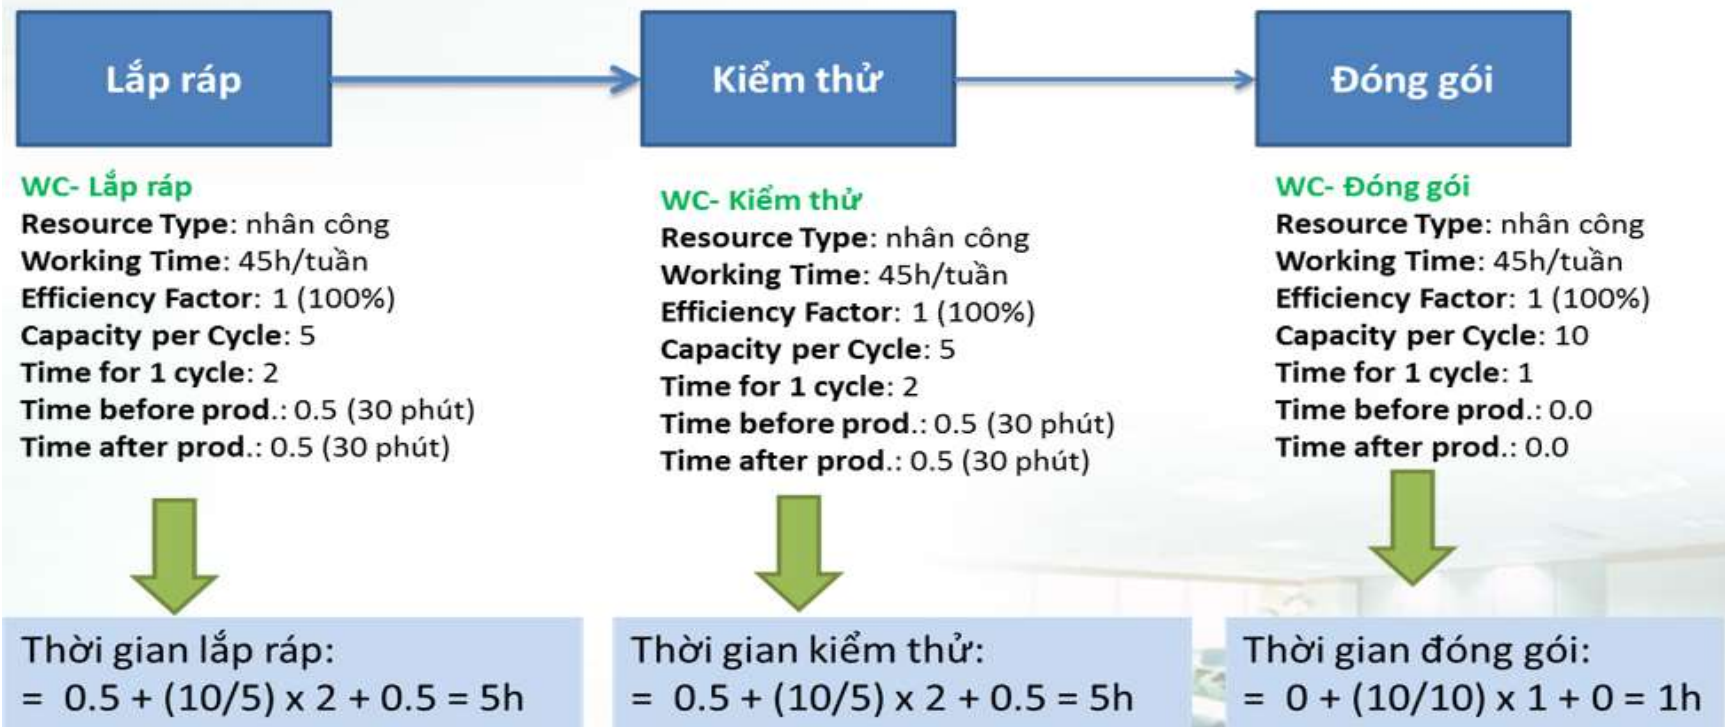 Lắp ráp
Kiểm thử
Đóng gói
WC- Lắp ráp
Resource Type: nhân công
Working Time: 45h/tuần
Efficiency Factor: 1 (100%)
Capacity per Cycle: 5
Time for 1 cycle: 2
Time before prod.: 0.5 (30 phút)
Time after prod.: 0.5 (30 phút)
WC- Kiểm thử
Resource Type: nhân công
Working Time: 45h/tuần
Efficiency Factor: 1 (100%)
Capacity per Cycle: 5
Time for 1 cycle: 2
Time before prod.: 0.5 (30 phút)
Time after prod.: 0.5 (30 phút)
WC- Đóng gói
Resource Type: nhân công
Working Time: 45h/tuần
Efficiency Factor: 1 (100%)
Capacity per Cycle: 10
Time for 1 cycle: 1
Time before prod.: 0.0
Time after prod.: 0.0
Thời gian lắp ráp:
= 0.5 + (10/5) x 2 + 0.5 = 5h
Thời gian kiểm thử:
= 0.5 + (10/5) x 2 + 0.5 = 5h
Thời gian đóng gói:
= 0 + (10/10) x 1 + 0 = 1h